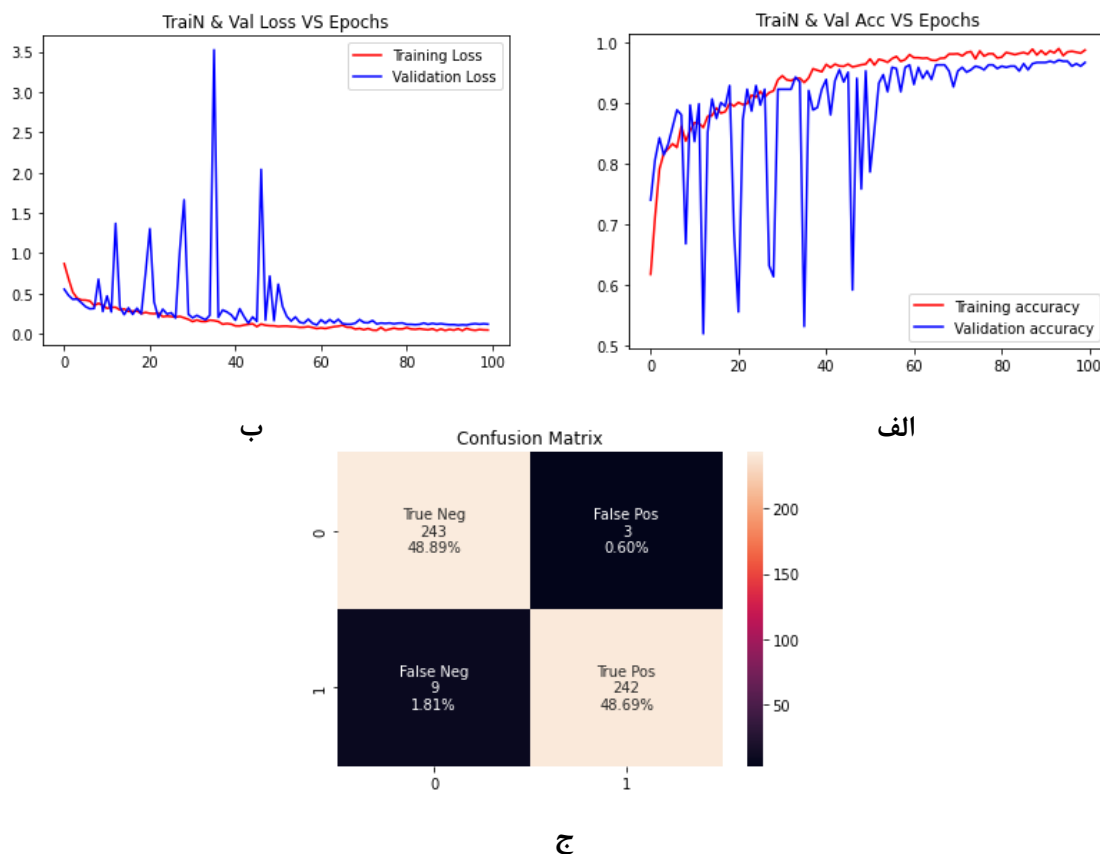 TraiN & Val Loss VS Epochs
3.5
3.0
2.5
2.0
1.5
1.0
0.5
0.0
Training Loss
Validation Loss
0 20 40 60 80 100
ب
TraiN & Val Acc VS Epochs
1.0
0.9
0.8
0.7
0.6
0.5
Training accuracy
Validation accuracy
0 20 40 60 80 100
الف
Confusion Matrix
0
True Neg
243
48.89%
False Pos
3
0.60%
1
False Neg
9
1.81%
True Pos
242
48.69%
0 1
200
150
100
50
ج